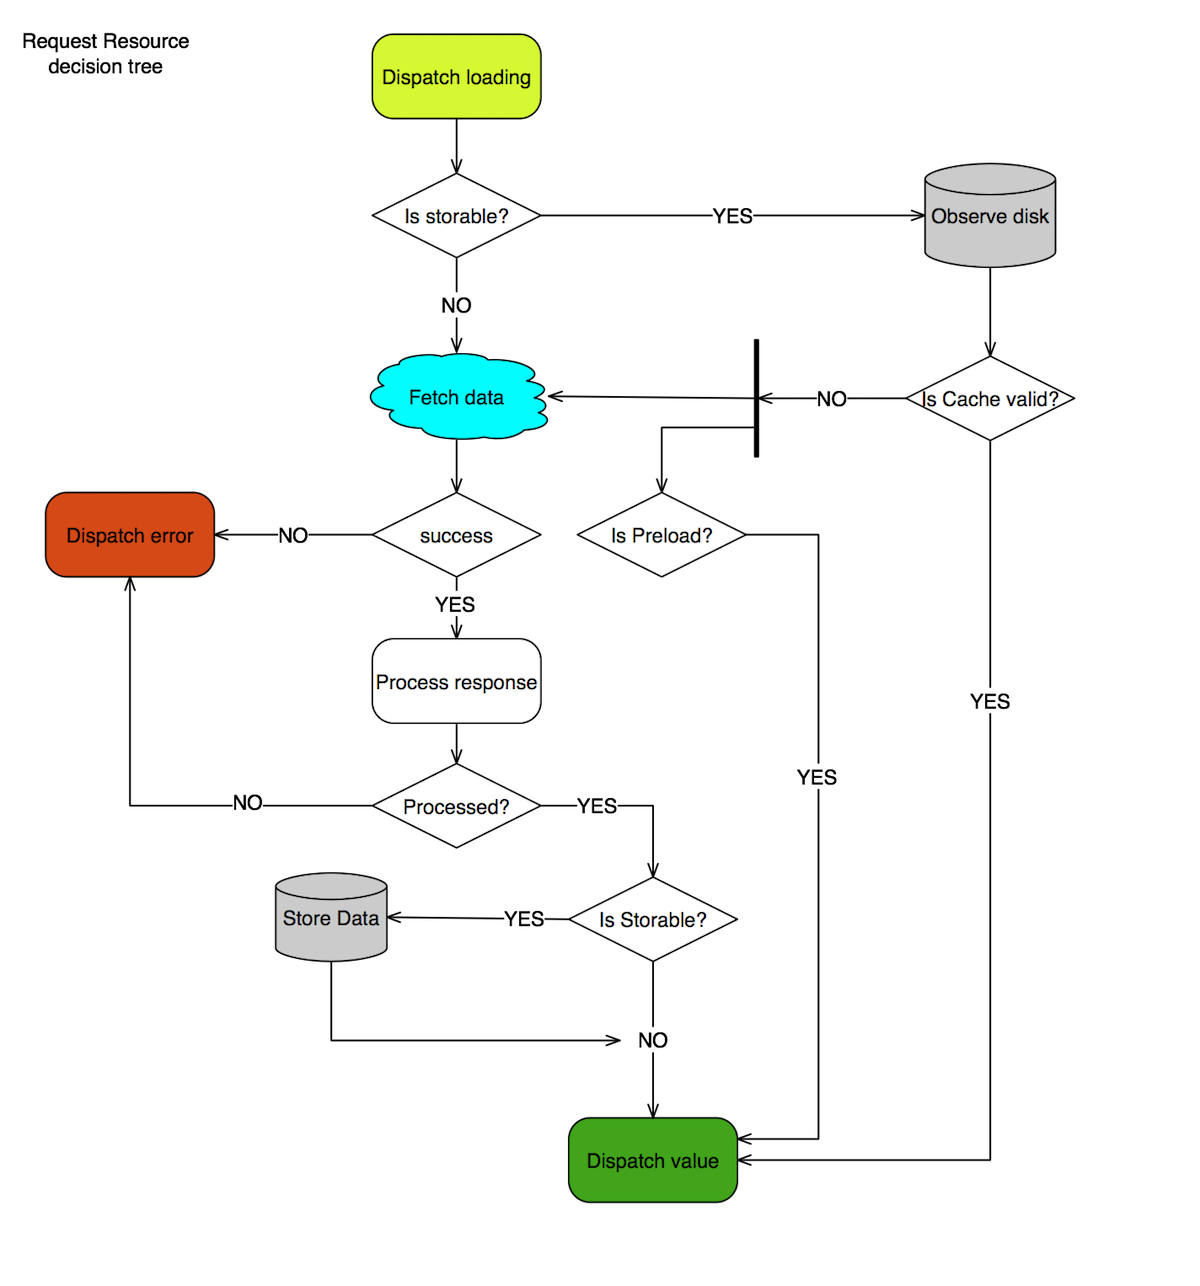 Request Resource
decision tree
Dispatch loading
Is storable?
YES
Observe disk
NO
Fetch data
NO
Is Cache valid?
Dispatch error
NO
success
Is Preload?
YES
Process response
YES
YES
NO
Processed?
YES
Store Data
YES
Is Storable?
NO
Dispatch value